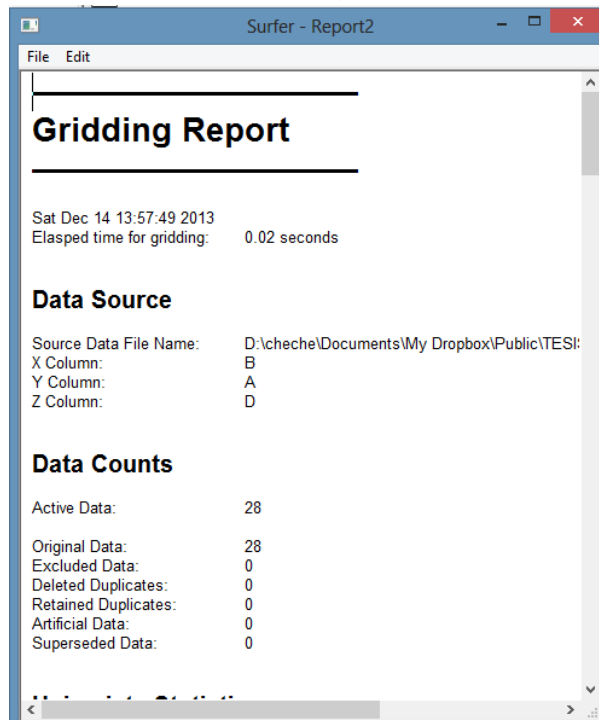 Surfer - Report2
File Edit
Gridding Report
Sat Dec 14 13:57:49 2013
Elasped time for gridding: 0.02 seconds
Data Source
Source Data File Name: D:\cheche\Documents\My Dropbox\Public\TESI
X Column: B
Y Column: A
Z Column: D
Data Counts
Active Data: 28
Original Data: 28
Excluded Data: 0
Deleted Duplicates: 0
Retained Duplicates: 0
Artificial Data: 0
Superseded Data: 0